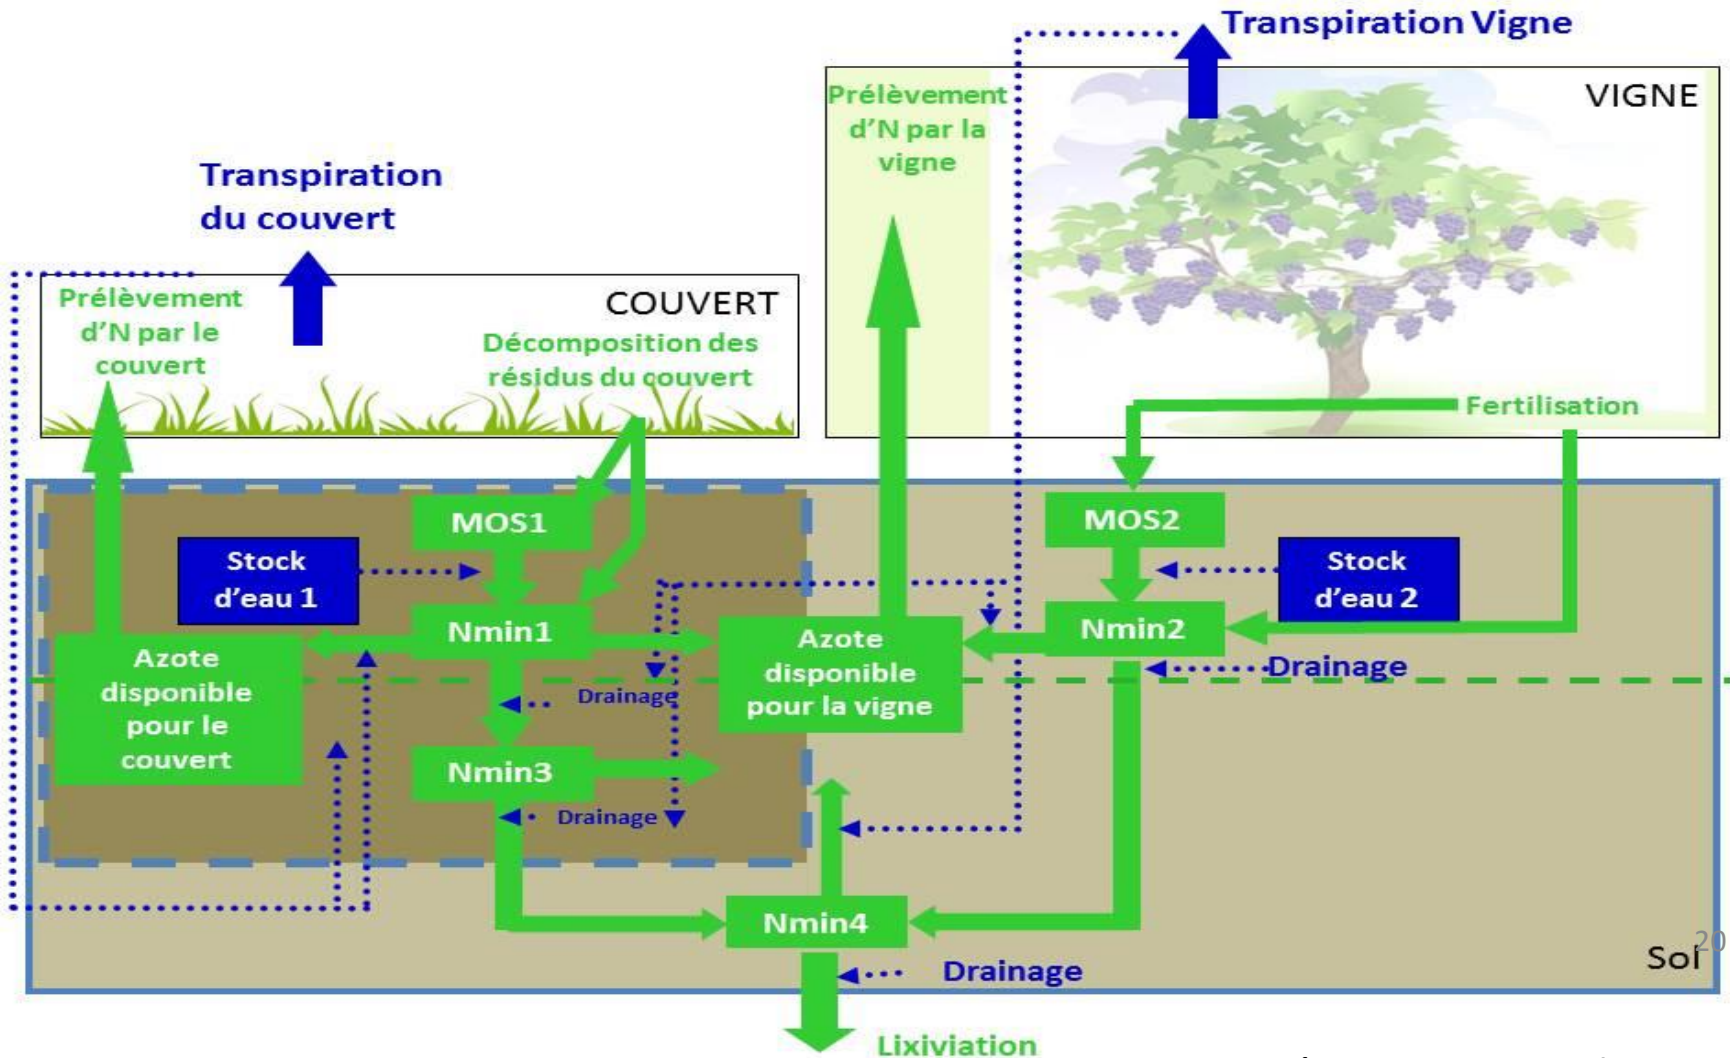 Transpiration Vigne
VIGNE
Prélèvement
d'N par la
vigne
Transpiration
du couvert
COUVERT
Prélèvement
d'N par le
couvert
Décomposition des
résidus du couvert
Fertilisation
MOS1
MOS2
Stock
d'eau 1
Stock
d'eau 2
Nmin1
Nmin2
Azote
disponible
pour le
couvert
Azote
disponible
pour la vigne
Drainage
Drainage
Nmin3
Drainage
Nmin4
Drainage
Sol
20
Lixiviation